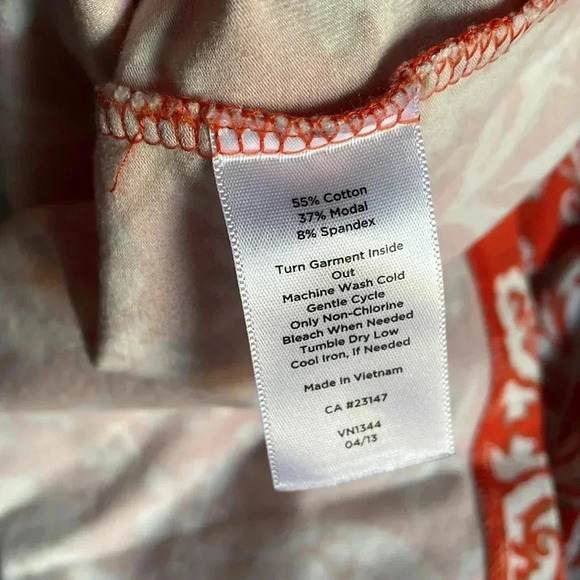 55% Cotton
37% Modal
8% Spandex
Turn Garment Inside
Out
Machine Wash Cold
Gentle Cycle
Only Non-Chlorine
Bleach When Needed
Tumble Dry Low
Cool Iron, If Needed
Made in Vietnam
CA #23147
VN1344
04/13